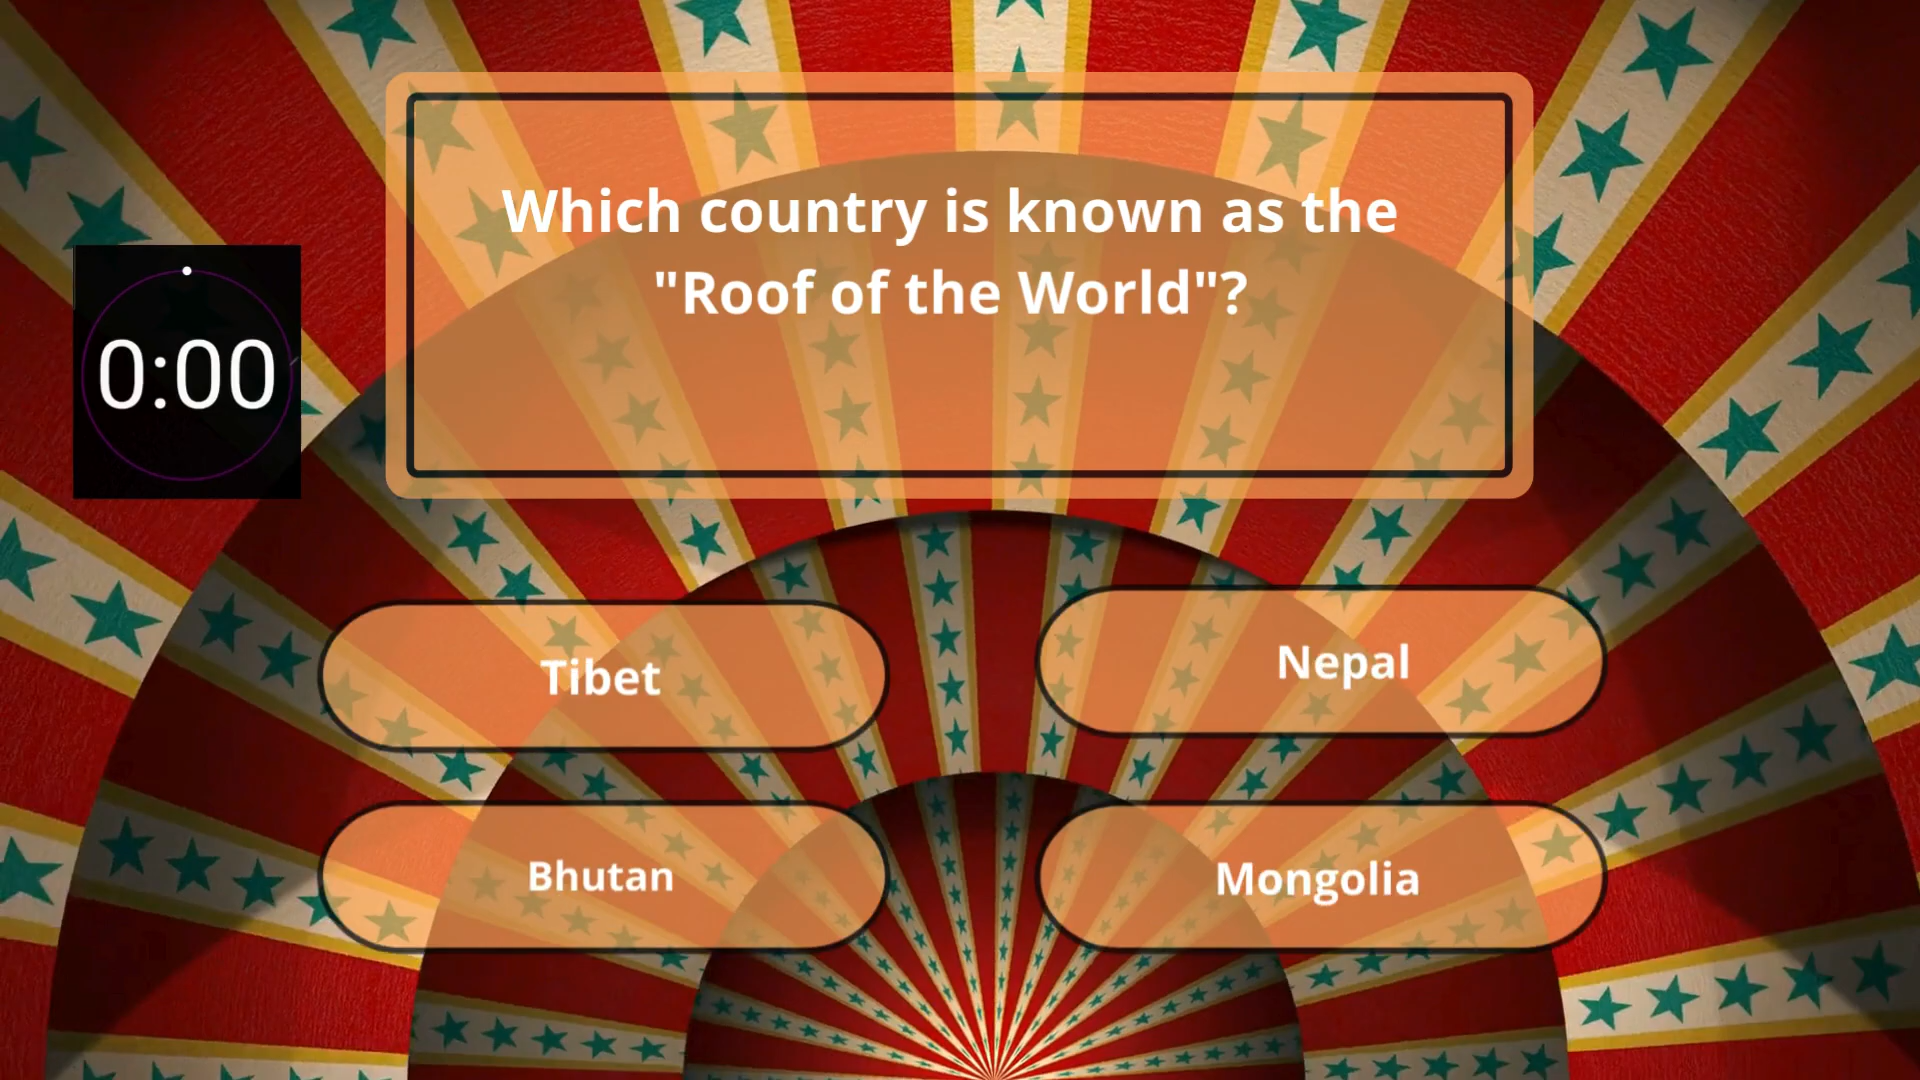 Which country is known as the
"Roof of the World"?
0:00
Tibet
Nepal
Bhutan
Mongolia